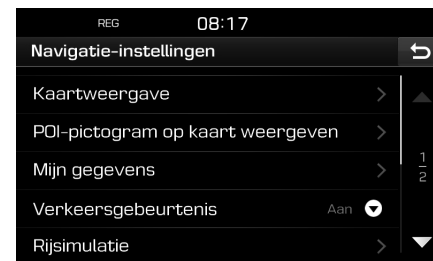 REG 08:17
Navigatie-instellingen
Kaartweergave
POI-pictogram op kaart weergeven
Mijn gegevens
1
2
Verkeersgebeurtenis Aan
Rijsimulatie